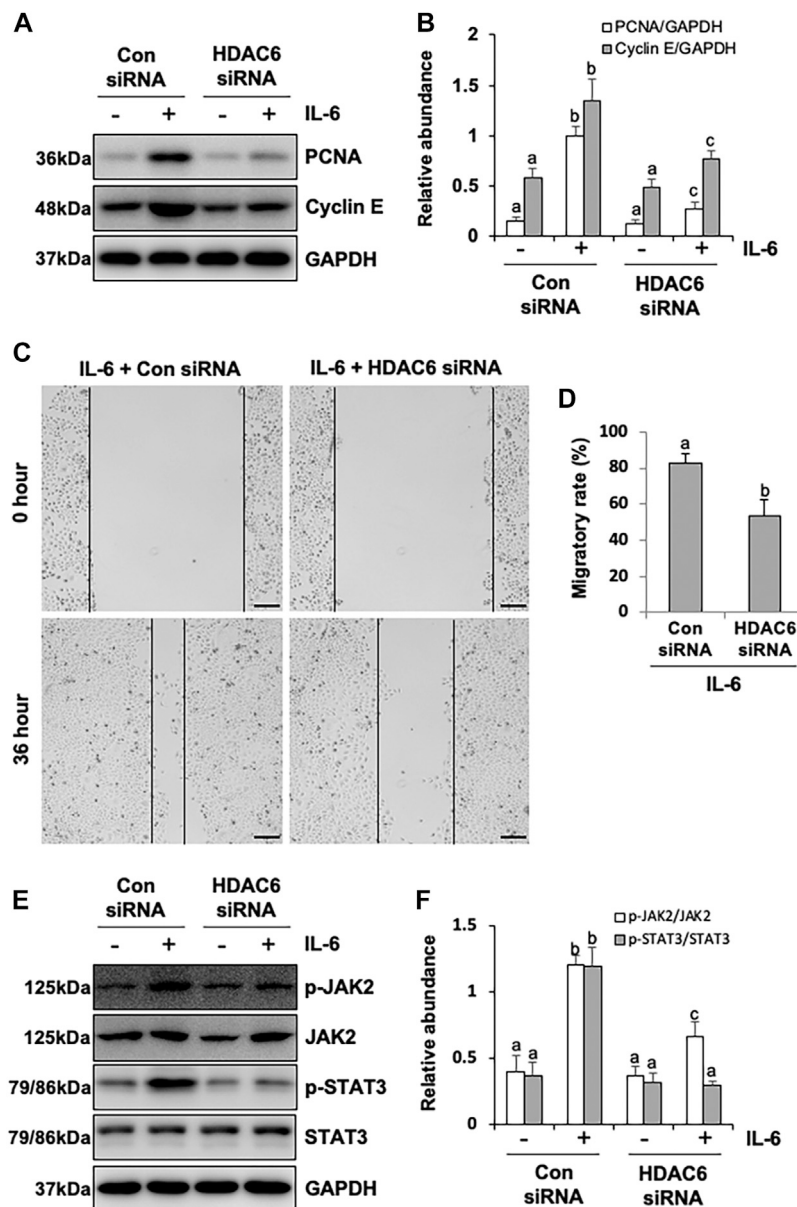 A
Con siRNA
HDAC6 siRNA
- + - + IL-6
36kDa PCNA
48kDa Cyclin E
37kDa GAPDH
B
PCNA/GAPDH
Cyclin E/GAPDH
Relative abundance
2
1.5
1
0.5
0
a a b b a a c c
- + - + IL-6
Con siRNA
HDAC6 siRNA
C
IL-6 + Con siRNA
IL-6 + HDAC6 siRNA
0 hour
36 hour
D
Migratory rate (%)
100
80
60
40
20
0
a b
Con siRNA
HDAC6 siRNA
IL-6
E
Con siRNA
HDAC6 siRNA
- + - + IL-6
125kDa p-JAK2
125kDa JAK2
79/86kDa p-STAT3
79/86kDa STAT3
37kDa GAPDH
F
p-JAK2/JAK2
p-STAT3/STAT3
Relative abundance
1.5
1
0.5
0
a a b b a a c a
- + - + IL-6
Con siRNA
HDAC6 siRNA